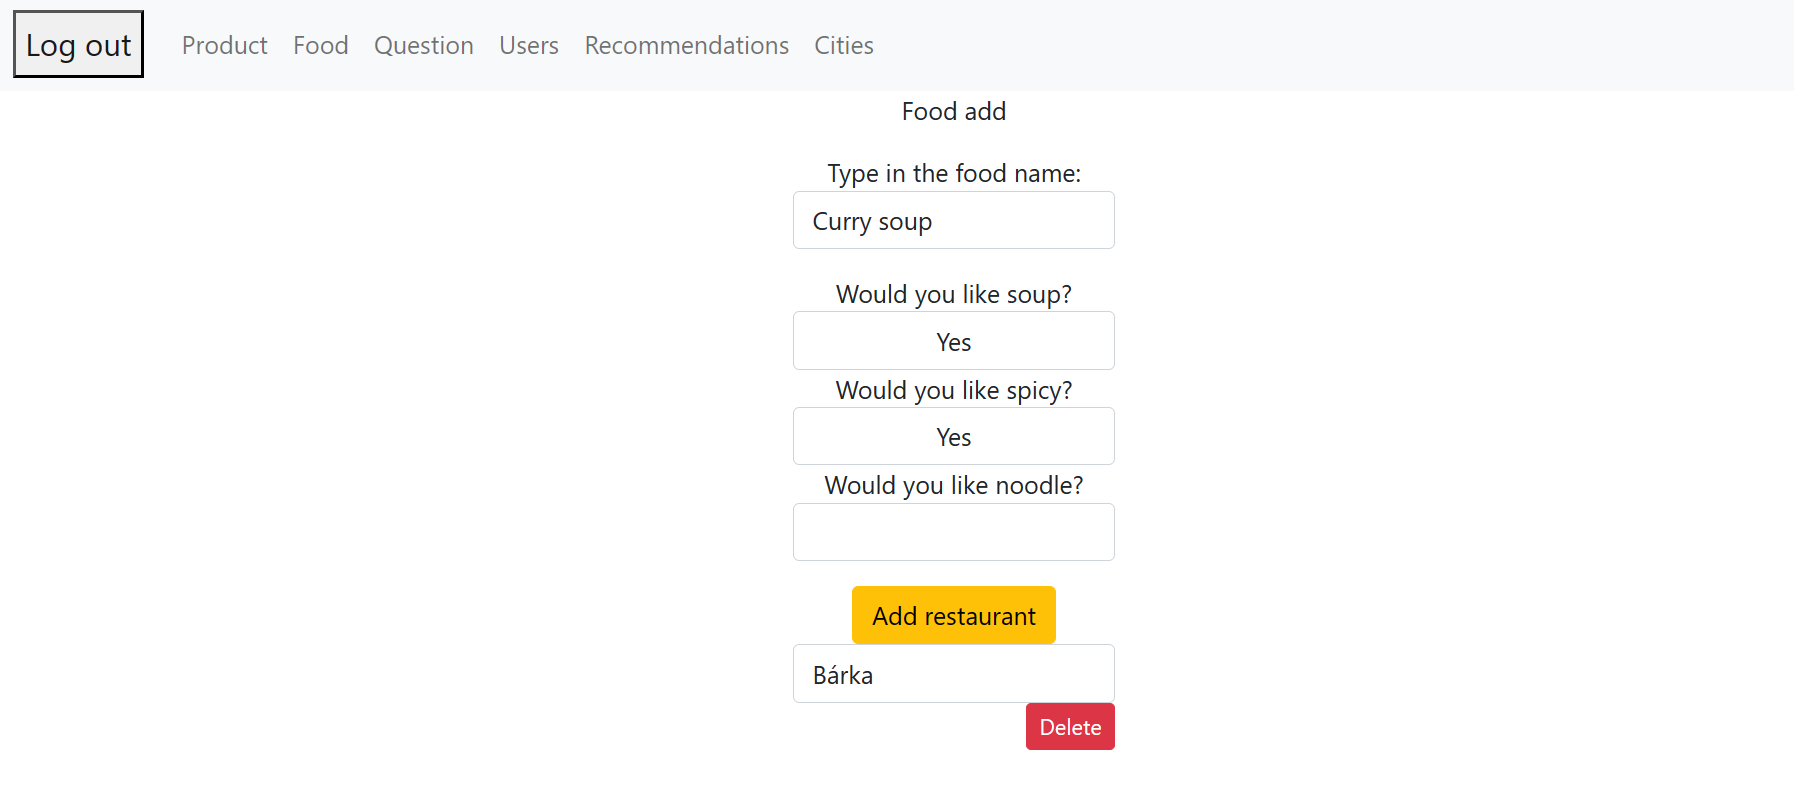 Log out Product Food Question Users Recommendations Cities
Food add
Type in the food name:
Curry soup
Would you like soup?
Yes
Would you like spicy?
Yes
Would you like noodle?
Add restaurant
Bárka
Delete